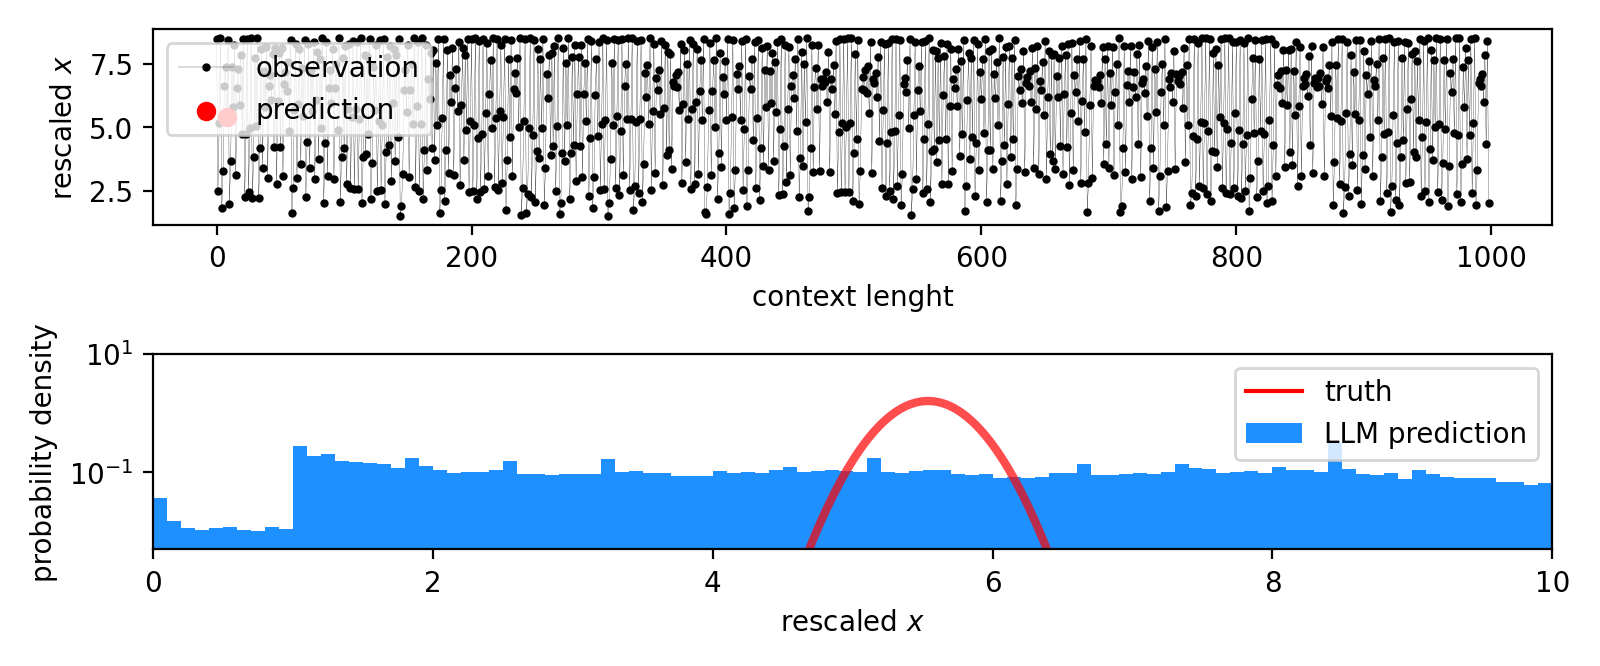 rescaled x
7.5
5.0
2.5
observation
prediction
0 200 400 600 800 1000
context lenght
probability density
10¹
10⁻¹
truth
LLM prediction
0 2 4 6 8 10
rescaled x